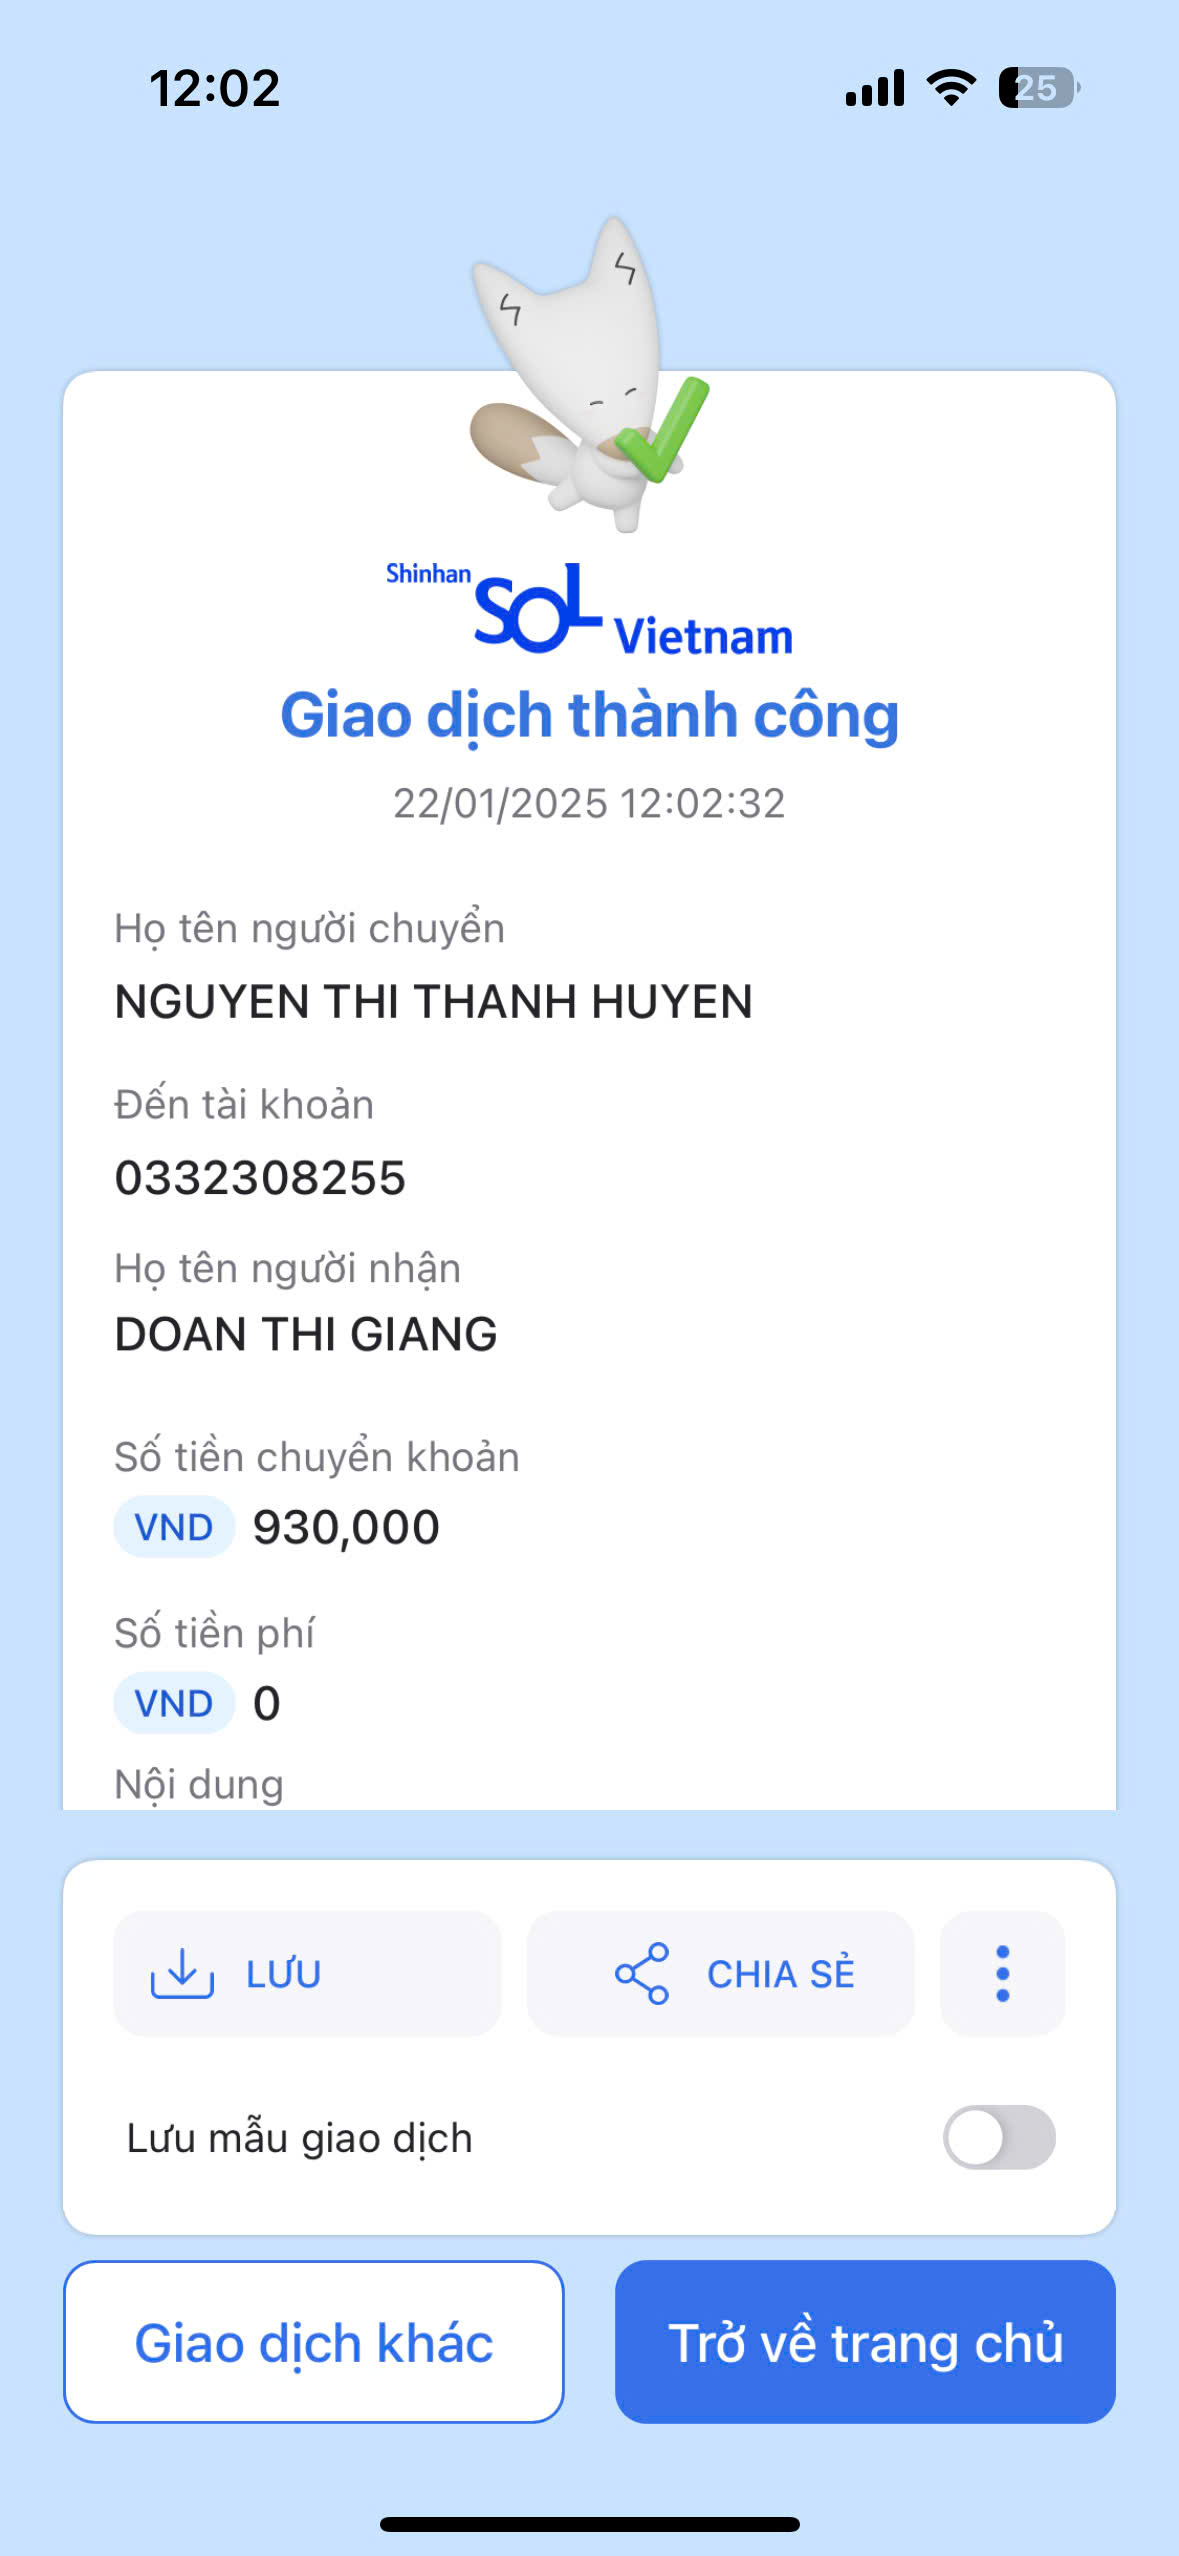 12:02
25
Shinhan SOL Vietnam
Giao dịch thành công
22/01/2025 12:02:32
Họ tên người chuyển
NGUYEN THI THANH HUYEN
Đến tài khoản
0332308255
Họ tên người nhận
DOAN THI GIANG
Số tiền chuyển khoản
VND 930,000
Số tiền phí
VND 0
Nội dung
LƯU
CHIA SẺ
Lưu mẫu giao dịch
Giao dịch khác
Trở về trang chủ